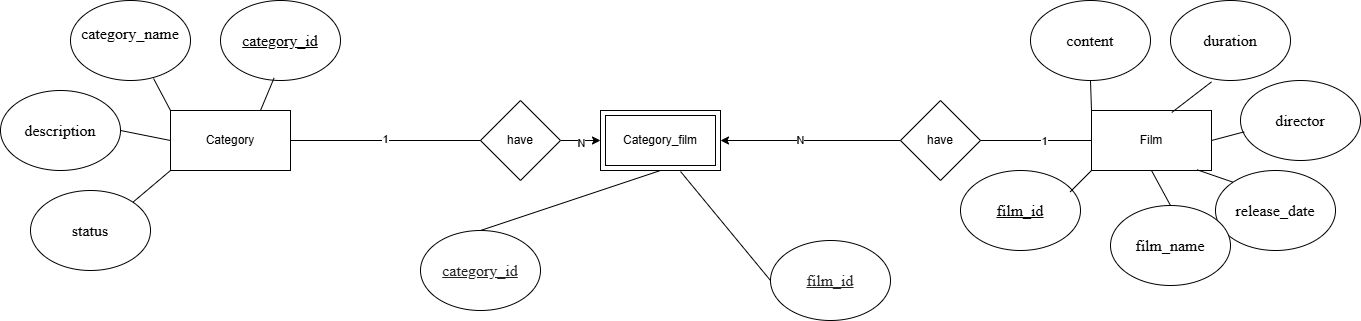 category_name
category_id
content
duration
description
Category
1
have
N
Category_film
N
have
1
Film
director
status
film_id
release_date
film_name
category_id
film_id